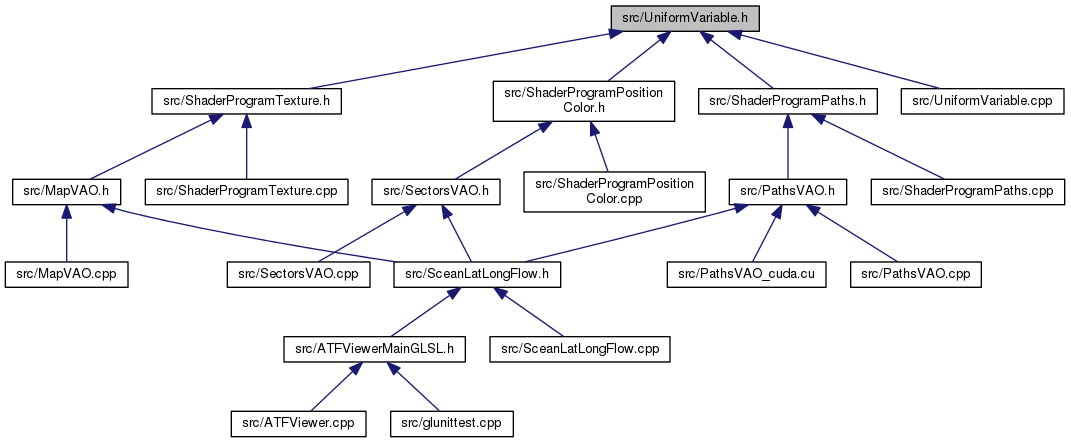 src/UniformVariable.h
src/ShaderProgramTexture.h
src/ShaderProgramPosition
Color.h
src/ShaderProgramPaths.h
src/UniformVariable.cpp
src/MapVAO.h
src/ShaderProgramTexture.cpp
src/SectorsVAO.h
src/ShaderProgramPosition
Color.cpp
src/PathsVAO.h
src/ShaderProgramPaths.cpp
src/MapVAO.cpp
src/SectorsVAO.cpp
src/SceanLatLongFlow.h
src/PathsVAO_cuda.cu
src/PathsVAO.cpp
src/ATFViewerMainGLSL.h
src/SceanLatLongFlow.cpp
src/ATFViewer.cpp
src/glunittest.cpp